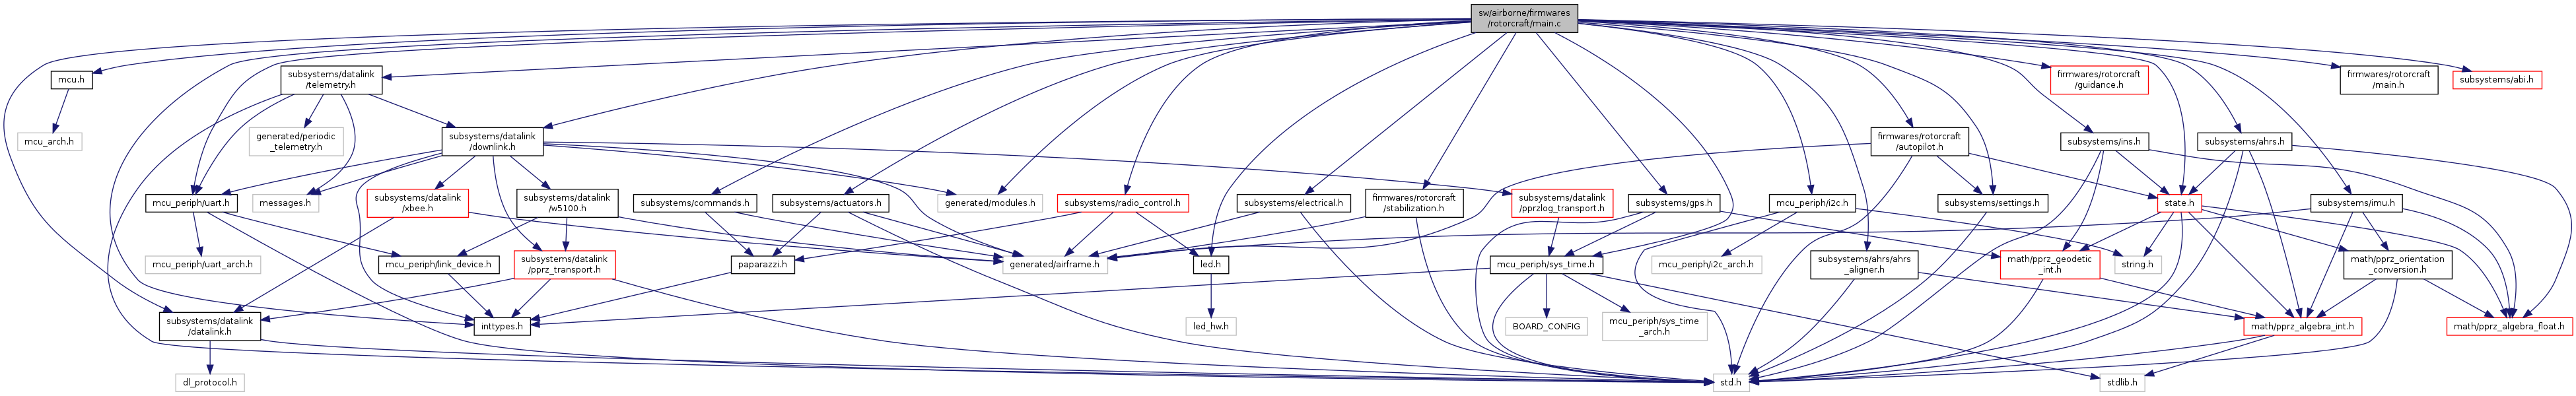 sw/airborne/firmwares
/rotorcraft/main.c
mcu.h
subsystems/datalink
/telemetry.h
firmwares/rotorcraft
/guidance.h
firmwares/rotorcraft
/main.h
subsystems/abi.h
mcu_arch.h
generated/periodic
_telemetry.h
subsystems/datalink
/downlink.h
firmwares/rotorcraft
/autopilot.h
subsystems/ins.h
subsystems/ahrs.h
mcu_periph/uart.h
messages.h
subsystems/datalink
/xbee.h
subsystems/datalink
/w5100.h
subsystems/commands.h
subsystems/actuators.h
generated/modules.h
subsystems/radio_control.h
subsystems/electrical.h
firmwares/rotorcraft
/stabilization.h
subsystems/datalink
/pprzlog_transport.h
subsystems/gps.h
mcu_periph/i2c.h
subsystems/settings.h
state.h
subsystems/imu.h
mcu_periph/uart_arch.h
mcu_periph/link_device.h
subsystems/datalink
/pprz_transport.h
paparazzi.h
generated/airframe.h
led.h
mcu_periph/sys_time.h
mcu_periph/i2c_arch.h
subsystems/ahrs/ahrs
_aligner.h
math/pprz_geodetic
_int.h
string.h
math/pprz_orientation
_conversion.h
subsystems/datalink
/datalink.h
inttypes.h
led_hw.h
BOARD_CONFIG
mcu_periph/sys_time
_arch.h
math/pprz_algebra_int.h
math/pprz_algebra_float.h
dl_protocol.h
std.h
stdlib.h